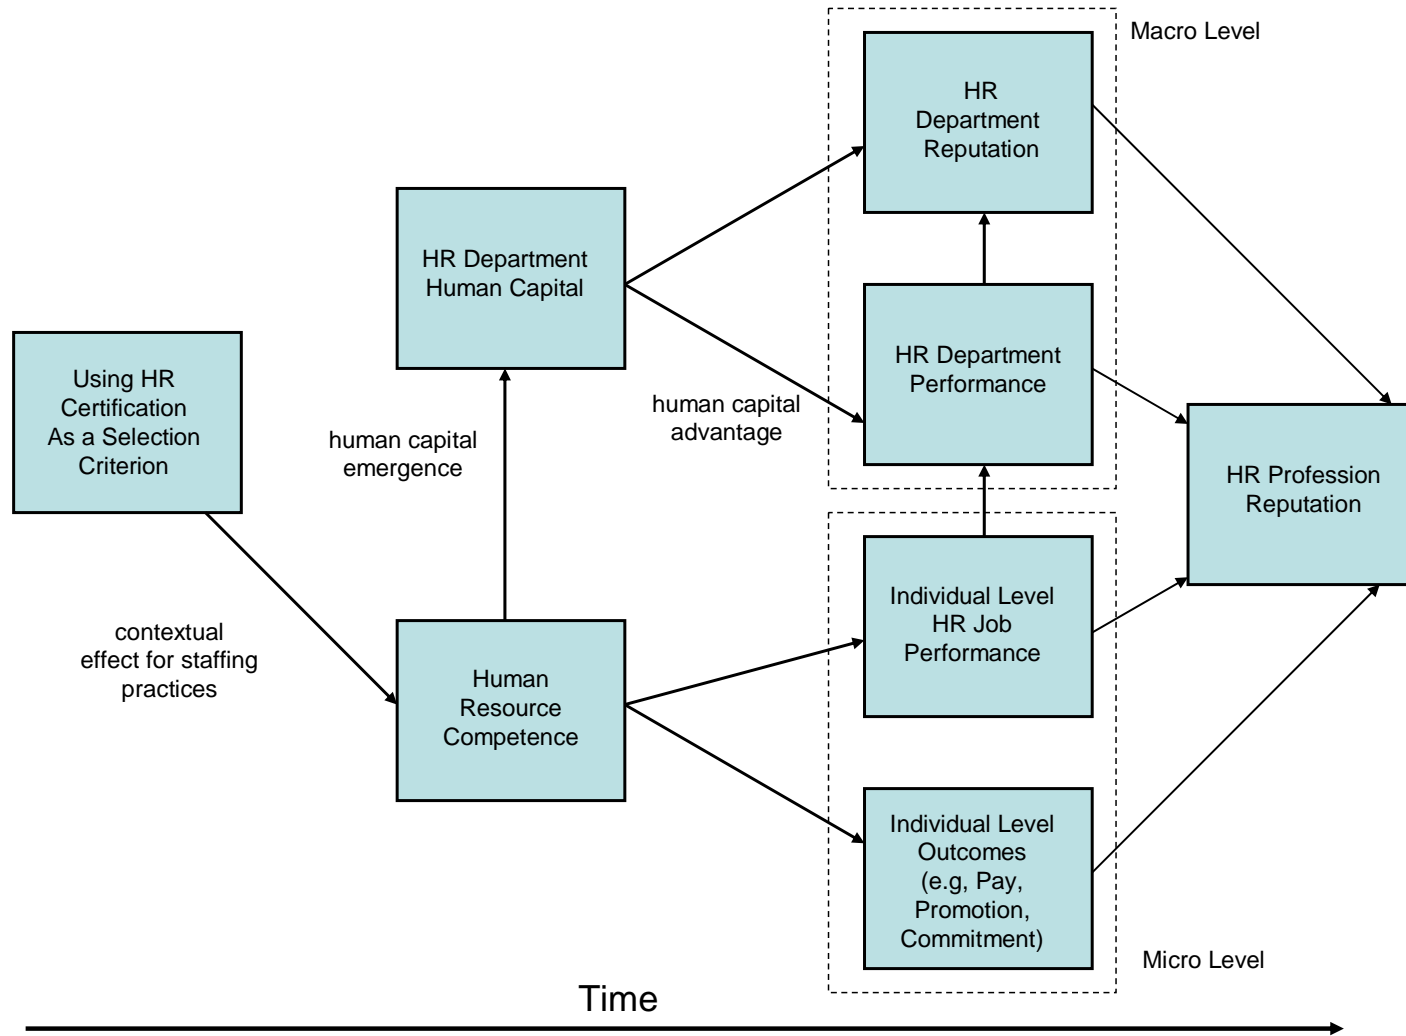 Macro Level
HR
Department
Reputation
HR Department
Human Capital
HR Department
Performance
Using HR
Certification
As a Selection
Criterion
human capital
emergence
human capital
advantage
HR Profession
Reputation
contextual
effect for staffing
practices
Human
Resource
Competence
Individual Level
HR Job
Performance
Individual Level
Outcomes
(e.g, Pay,
Promotion,
Commitment)
Micro Level
Time